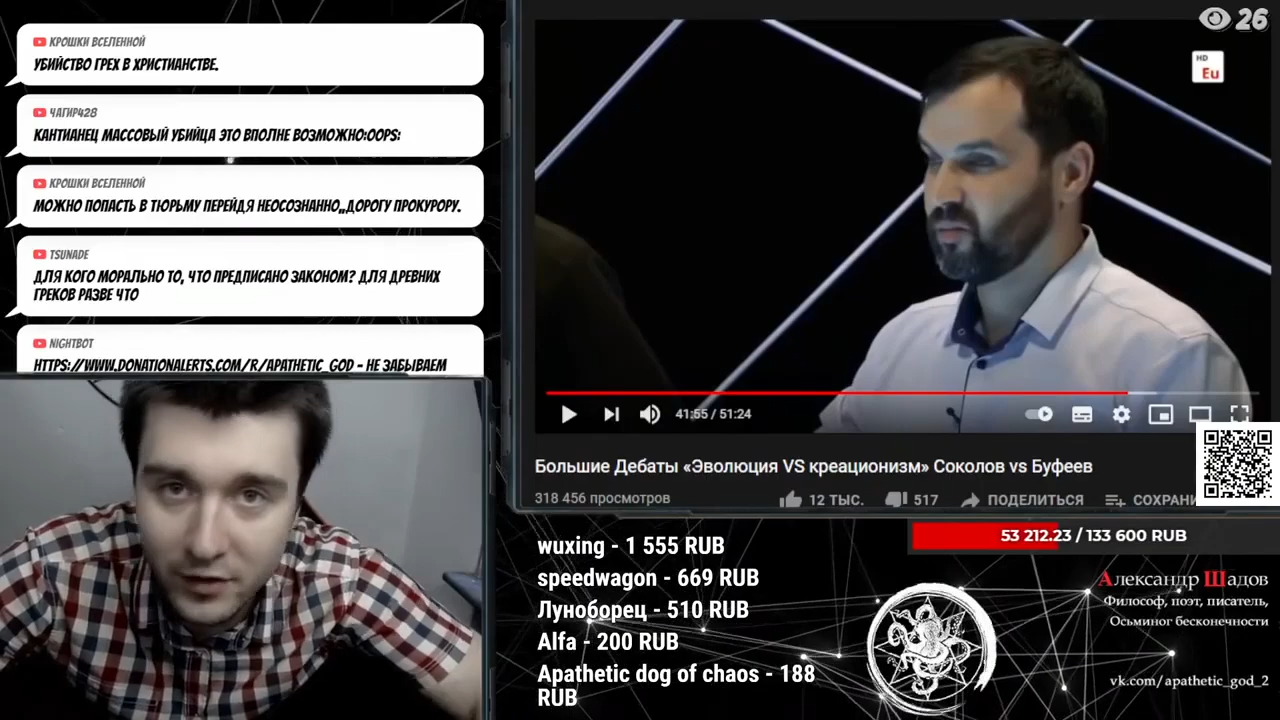 КРОШКИ ВСЕЛЕННОЙ
УБИЙСТВО ГРЕХ В ХРИСТИАНСТВЕ.
ЧАГИР428
КАНТИАНЕЦ МАССОВЫЙ УБИЙЦА ЭТО ВПОЛНЕ ВОЗМОЖНО:OOPS:
КРОШКИ ВСЕЛЕННОЙ
МОЖНО ПОПАСТЬ В ТЮРЬМУ ПЕРЕЙДЯ НЕОСОЗНАННО,,ДОРОГУ ПРОКУРОРУ.
TSUNADE
ДЛЯ КОГО МОРАЛЬНО ТО, ЧТО ПРЕДПИСАНО ЗАКОНОМ? ДЛЯ ДРЕВНИХ
ГРЕКОВ РАЗВЕ ЧТО
NIGHTBOT
HTTPS://WWW.DONATIONALERTS.COM/R/APATHETIC_GOD - НЕ ЗАБЫВАЕМ
26
HD
Eu
41:55 / 51:24
Большие Дебаты «Эволюция VS креационизм» Соколов vs Буфеев
318 456 просмотров
12 ТЫС.
517
ПОДЕЛИТЬСЯ
СОХРАНИ
53 212.23 / 133 600 RUB
wuxing - 1 555 RUB
speedwagon - 669 RUB
Луноборец - 510 RUB
Alfa - 200 RUB
Apathetic dog of chaos - 188
RUB
Александр Шадов
Философ, поэт, писатель,
Осьминог бесконечности
vk.com/apathetic_god_2